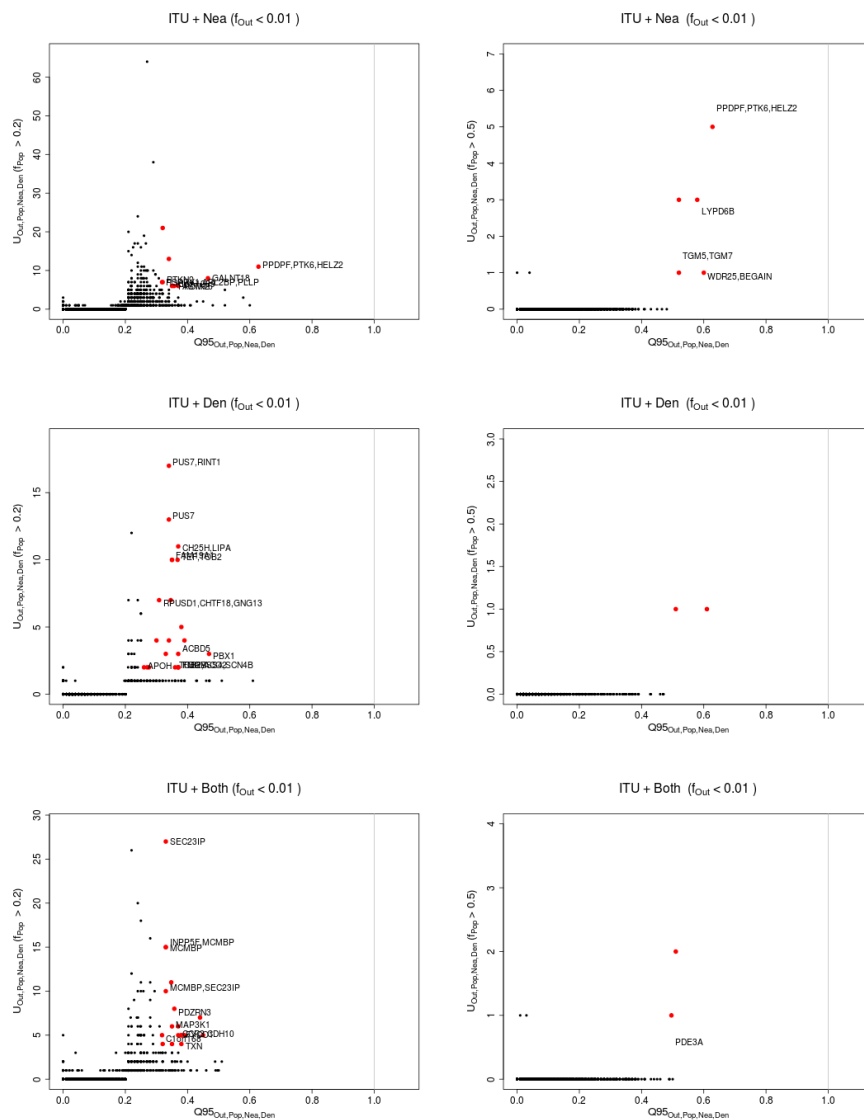 ITU + Nea (fOut < 0.01 )
UOut,Pop,Nea,Den (fPop > 0.2)
60
50
40
30
20
10
0
PPDPF,PTK6,HELZ2
GALNT18
0.0 0.2 0.4 0.6 0.8 1.0
Q95Out,Pop,Nea,Den
ITU + Nea (fOut < 0.01 )
UOut,Pop,Nea,Den (fPop > 0.5)
7
6
5
4
3
2
1
0
PPDPF,PTK6,HELZ2
LYPD6B
TGM5,TGM7
WDR25,BEGAIN
0.0 0.2 0.4 0.6 0.8 1.0
Q95Out,Pop,Nea,Den
ITU + Den (fOut < 0.01 )
UOut,Pop,Nea,Den (fPop > 0.2)
15
10
5
0
PUS7,RINT1
PUS7
CH25H,LIPA
RPUSD1,CHTF18,GNG13
ACBD5
PBX1
APOH
0.0 0.2 0.4 0.6 0.8 1.0
Q95Out,Pop,Nea,Den
ITU + Den (fOut < 0.01 )
UOut,Pop,Nea,Den (fPop > 0.5)
3.0
2.5
2.0
1.5
1.0
0.5
0.0
0.0 0.2 0.4 0.6 0.8 1.0
Q95Out,Pop,Nea,Den
ITU + Both (fOut < 0.01 )
UOut,Pop,Nea,Den (fPop > 0.2)
30
25
20
15
10
5
0
SEC23IP
INPP5F,MCMBP
MCMBP
MCMBP,SEC23IP
PDZRN3
MAP3K1
TXN
0.0 0.2 0.4 0.6 0.8 1.0
Q95Out,Pop,Nea,Den
ITU + Both (fOut < 0.01 )
UOut,Pop,Nea,Den (fPop > 0.5)
4
3
2
1
0
PDE3A
0.0 0.2 0.4 0.6 0.8 1.0
Q95Out,Pop,Nea,Den